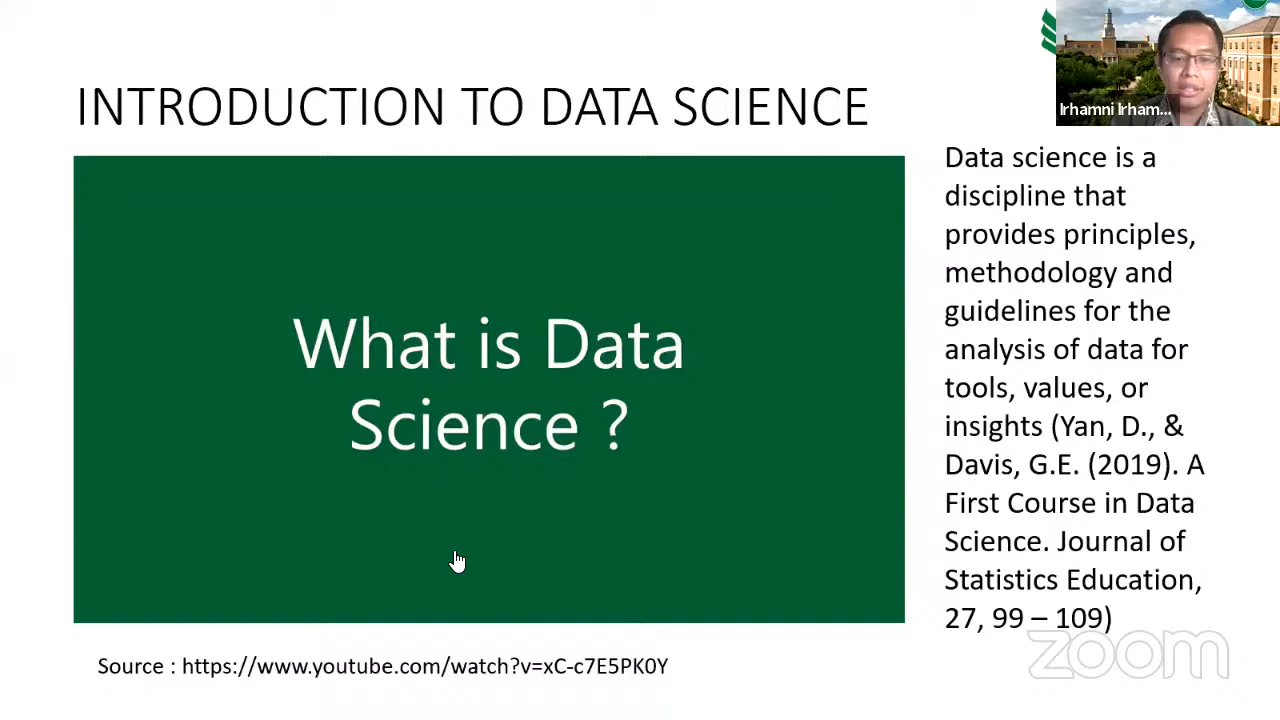 INTRODUCTION TO DATA SCIENCE
Irhamni Irham...
What is Data
Science ?
Data science is a
discipline that
provides principles,
methodology and
guidelines for the
analysis of data for
tools, values, or
insights (Yan, D., &
Davis, G.E. (2019). A
First Course in Data
Science. Journal of
Statistics Education,
27, 99 – 109)
Source : https://www.youtube.com/watch?v=xC-c7E5PK0Y
zoom